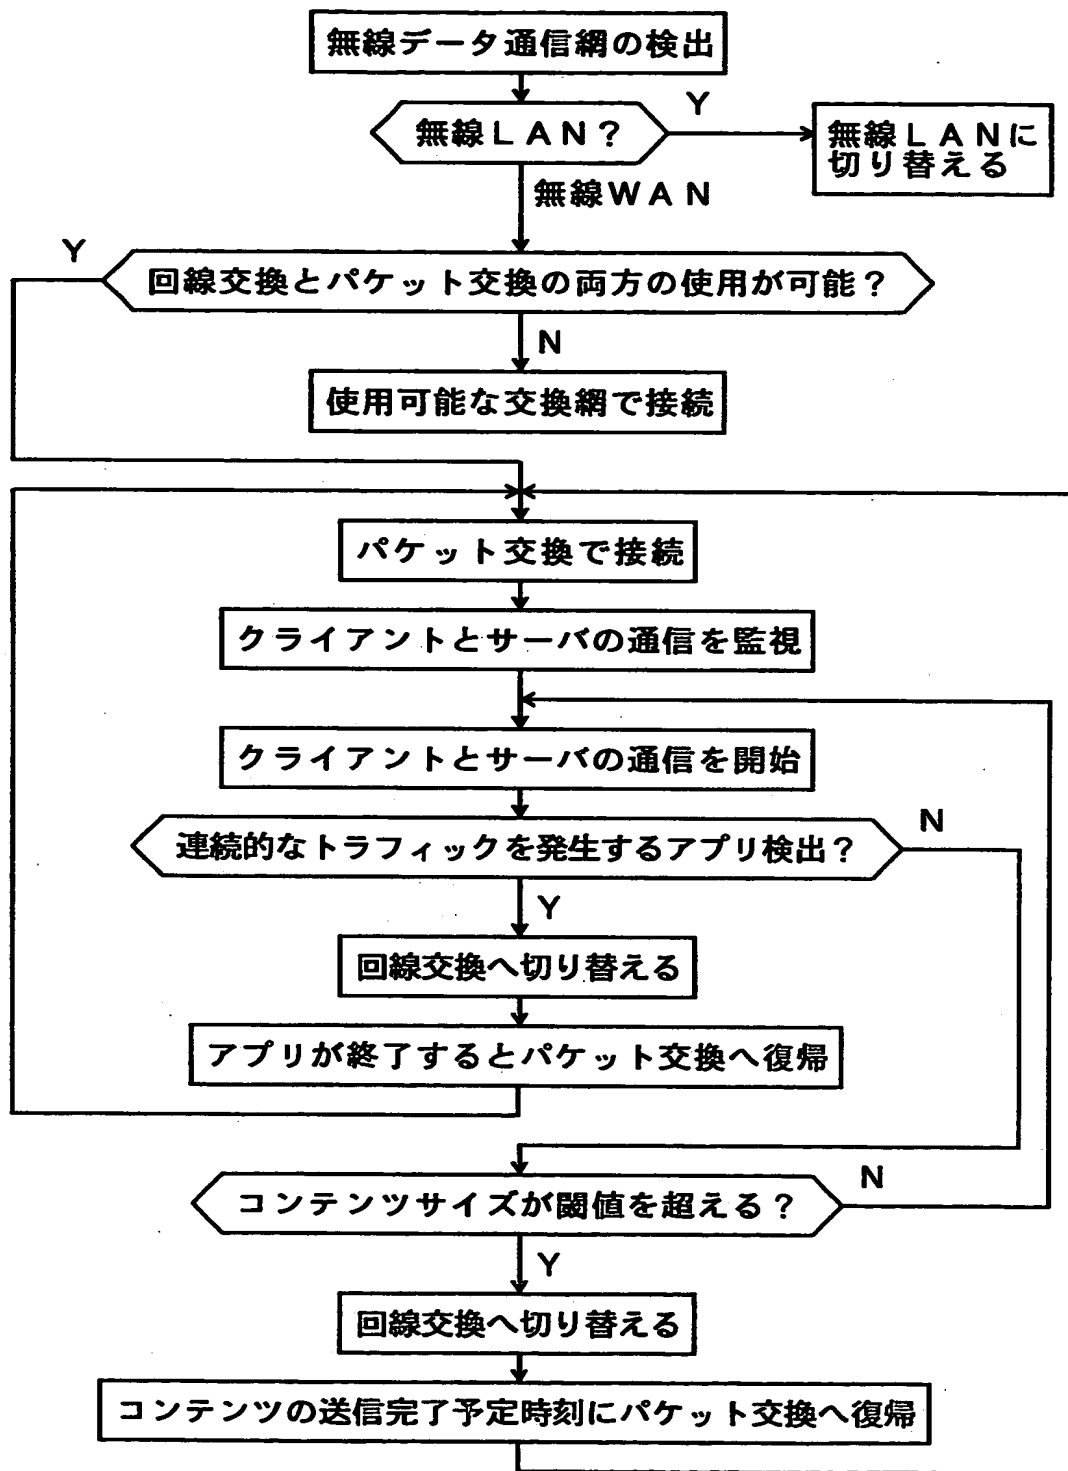 無線データ通信網の検出
Y
無線LAN?
無線LANに
切り替える
無線WAN
Y
回線交換とパケット交換の両方の使用が可能?
N
使用可能な交換網で接続
パケット交換で接続
クライアントとサーバの通信を監視
クライアントとサーバの通信を開始
N
連続的なトラフィックを発生するアプリ検出?
Y
回線交換へ切り替える
アプリが終了するとパケット交換へ復帰
N
コンテンツサイズが閾値を超える?
Y
回線交換へ切り替える
コンテンツの送信完了予定時刻にパケット交換へ復帰